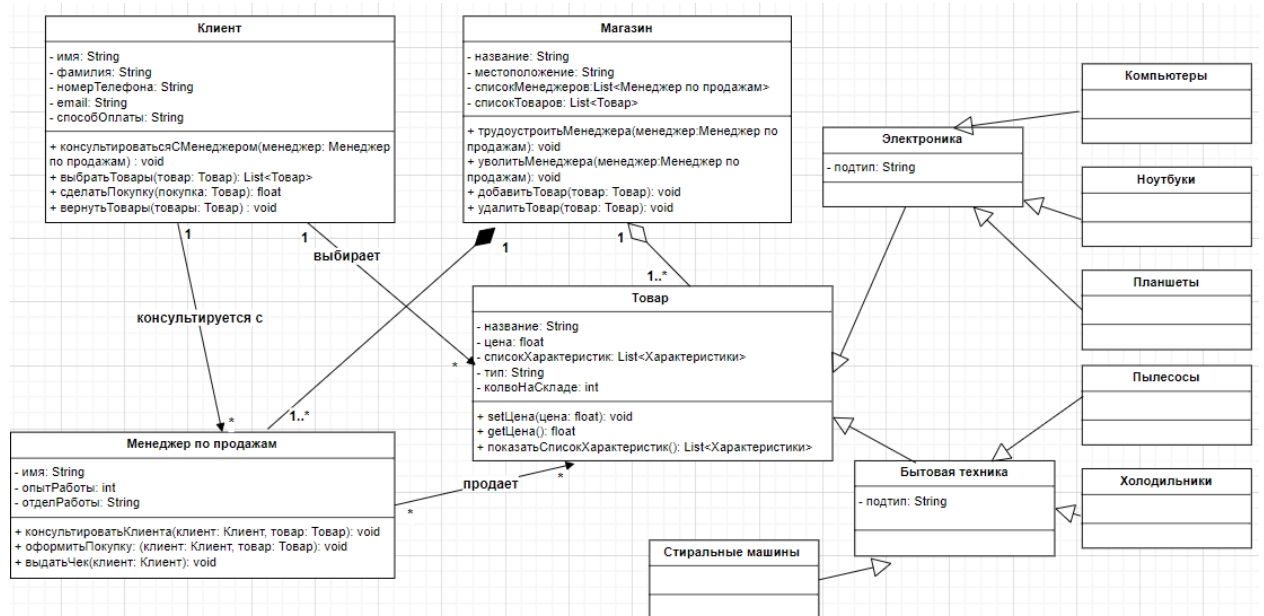 Клиент
- имя: String
- фамилия: String
- номерТелефона: String
- email: String
- способОплаты: String
+ консультироватьсяСМенеджером(менеджер: Менеджер
по продажам) : void
+ выбратьТовары(товар: Товар): List<Товар>
+ сделатьПокупку(покупка: Товар): float
+ вернутьТовары(товары: Товар) : void
Магазин
- название: String
- местоположение: String
- списокМенеджеров:List<Менеджер по продажам>
- списокТоваров: List<Товар>
+ трудоустроитьМенеджера(менеджер:Менеджер по
продажам): void
+ уволитьМенеджера(менеджер:Менеджер по
продажам): void
+ добавитьТовар(товар: Товар): void
+ удалитьТовар(товар: Товар): void
Компьютеры
Электроника
- подтип: String
Ноутбуки
Планшеты
1
1
выбирает
1
1
1..*
консультируется с
*
*
1..*
Товар
- название: String
- цена: float
- списокХарактеристик: List<Характеристики>
- тип: String
- колвоНаСкладе: int
+ setЦена(цена: float): void
+ getЦена(): float
+ показатьСписокХарактеристик(): List<Характеристики>
Пылесосы
Менеджер по продажам
- имя: String
- опытРаботы: int
- отделРаботы: String
+ консультироватьКлиента(клиент: Клиент, товар: Товар): void
+ оформитьПокупку: (клиент: Клиент, товар: Товар): void
+ выдатьЧек(клиент: Клиент): void
*
продает
*
Бытовая техника
- подтип: String
Холодильники
Стиральные машины